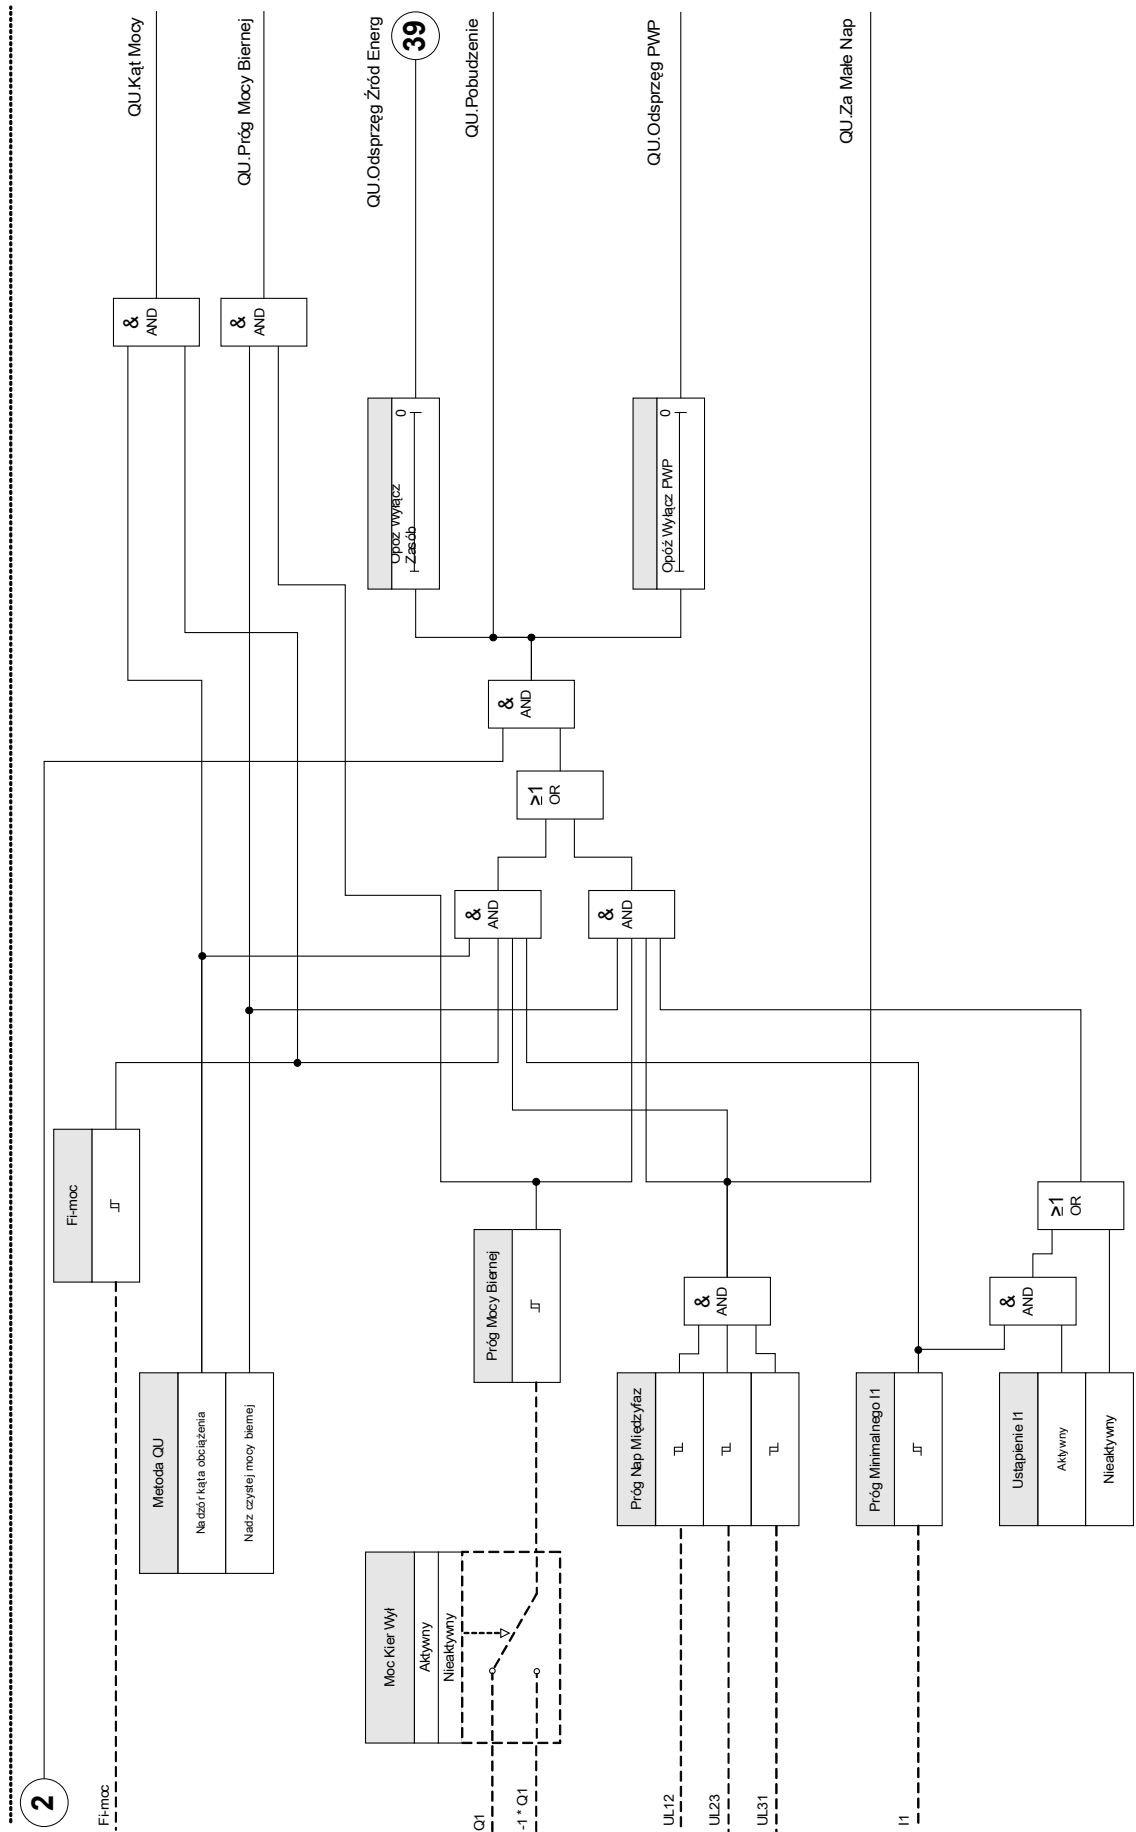 2
Fi-moc
Fi-moc
Metoda QU
Nadzór kąta obciążenia
Nadz czystej mocy biernej
Moc Kier Wył
Aktywny
Nieaktywny
Q1
-1 * Q1
Próg Mocy Biernej
UL12
UL23
UL31
Próg Nap Międzyfaz
&
AND
I1
Próg Minimalnego I1
Ustąpienie I1
Aktywny
Nieaktywny
&
AND
≥1
OR
&
AND
&
AND
≥1
OR
&
AND
Opóź Wyłącz
Zasób
0
Opóź Wyłącz PWP
0
&
AND
&
AND
QU.Kąt Mocy
QU.Próg Mocy Biernej
QU.Odsprzęg Źród Energ
39
QU.Pobudzenie
QU.Odsprzęg PWP
QU.Za Małe Nap